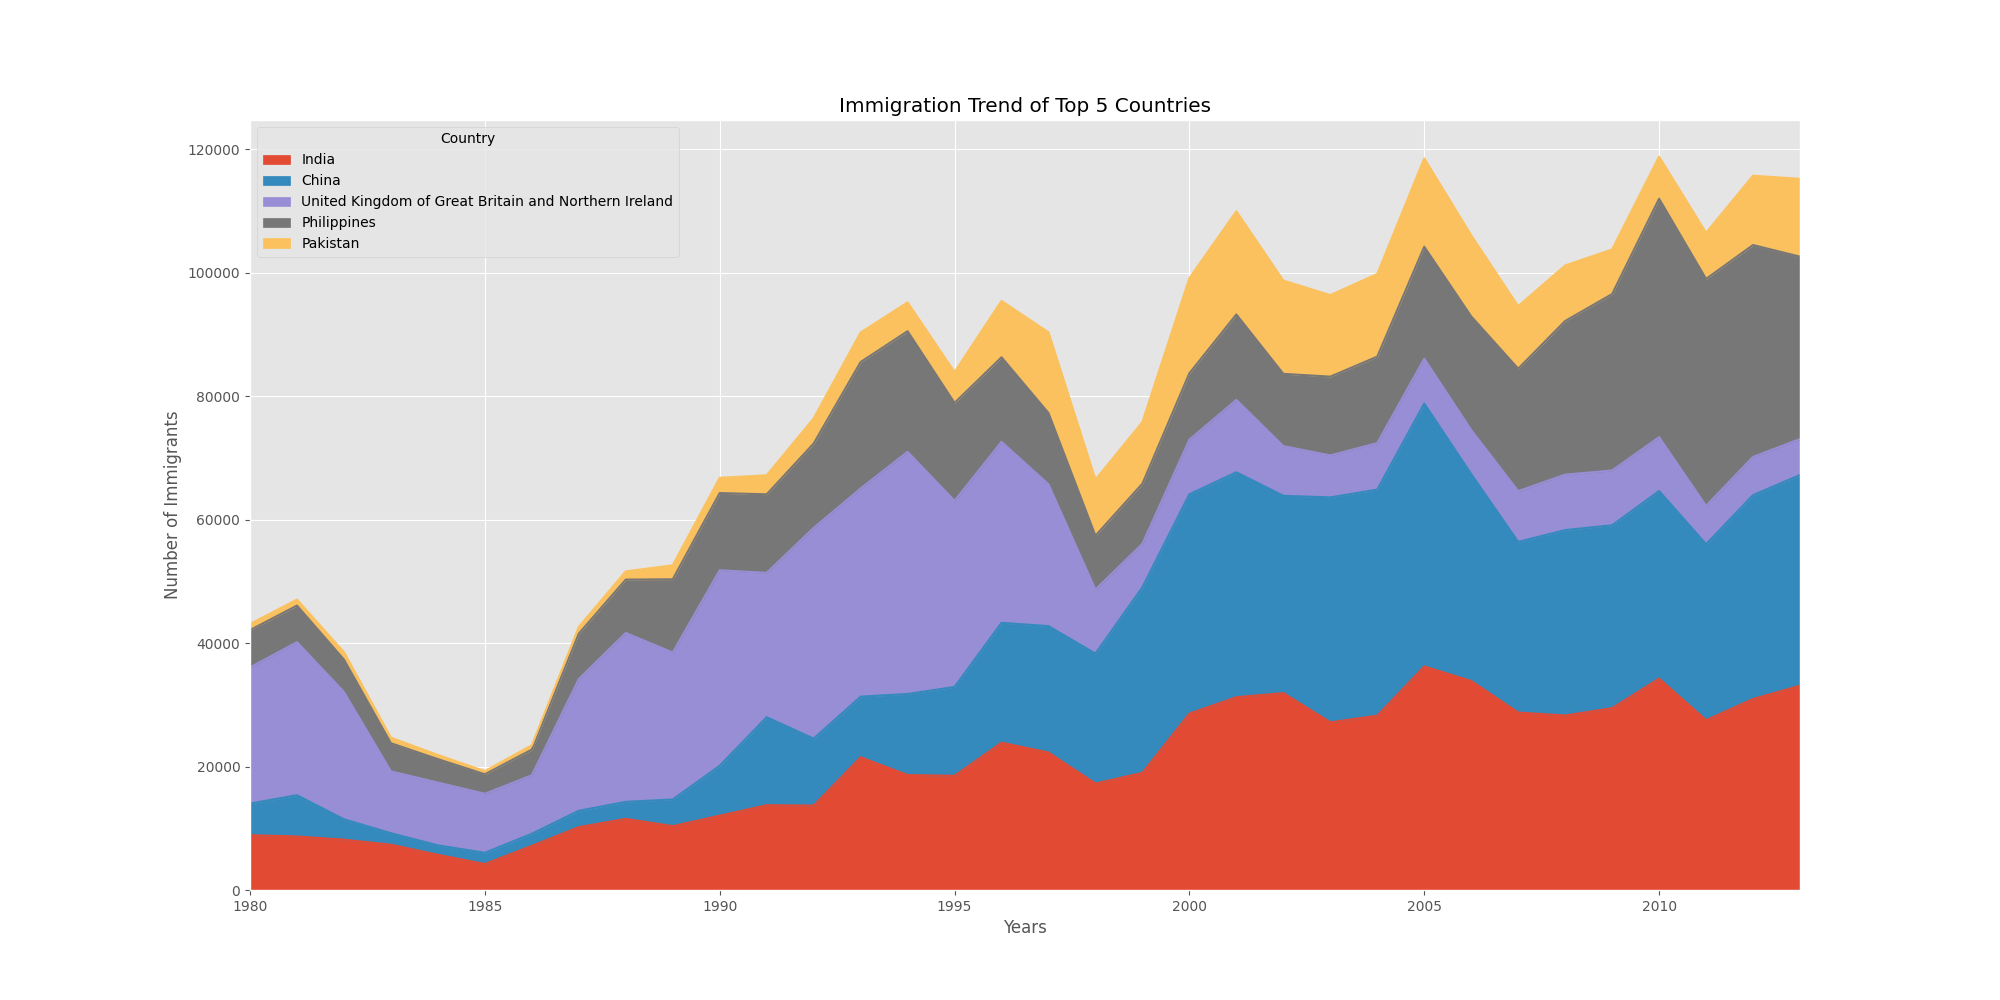 Immigration Trend of Top 5 Countries
Country
India
China
United Kingdom of Great Britain and Northern Ireland
Philippines
Pakistan
Number of Immigrants
120000
100000
80000
60000
40000
20000
0
1980 1985 1990 1995 2000 2005 2010
Years